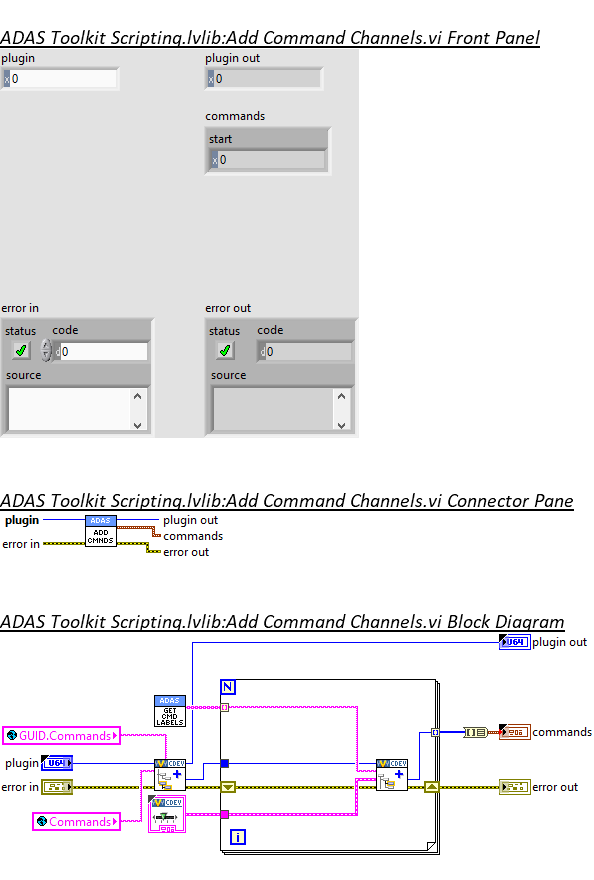 ADAS Toolkit Scripting.lvlib:Add Command Channels.vi Front Panel
plugin
plugin out
x 0
x 0
commands
start
x 0
error in
error out
status code
status code
d 0
d 0
source
source
ADAS Toolkit Scripting.lvlib:Add Command Channels.vi Connector Pane
plugin
ADAS
ADD
CMNDS
plugin out
commands
error in
error out
ADAS Toolkit Scripting.lvlib:Add Command Channels.vi Block Diagram
U64
plugin out
N
ADAS
GET
CMD
LABELS
GUID.Commands
commands
plugin
U64
CDEV
CDEV
error in
error out
CDEV
Commands
i